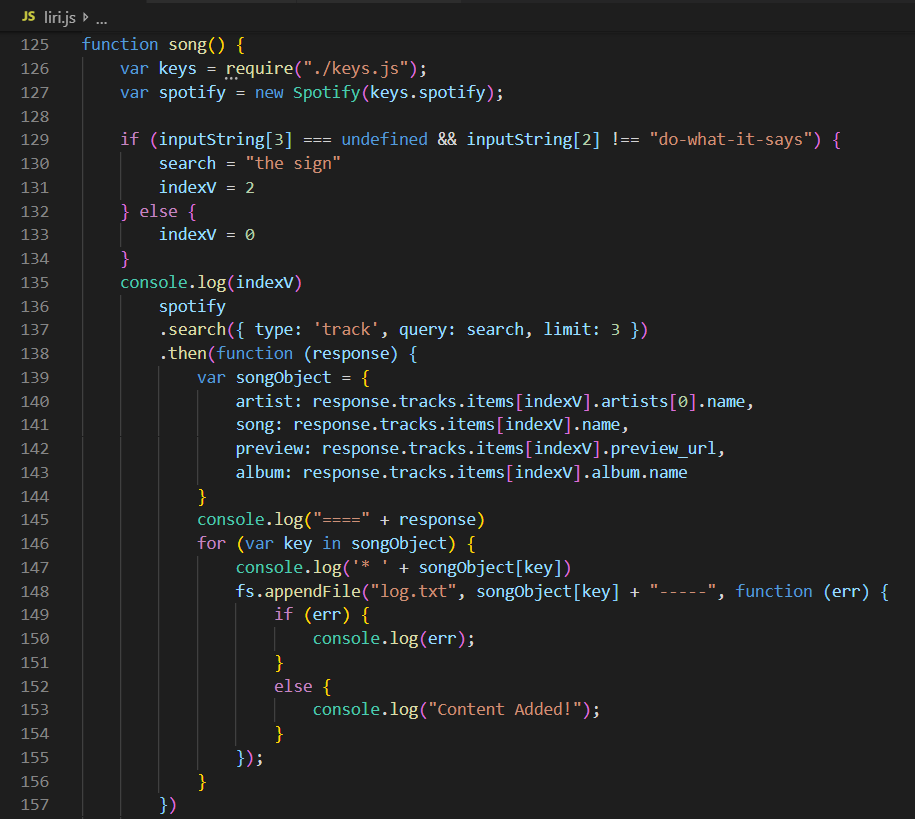 JS liri.js > ...
125 function song() {
126     var keys = require("./keys.js");
127     var spotify = new Spotify(keys.spotify);
128
129     if (inputString[3] === undefined && inputString[2] !== "do-what-it-says") {
130         search = "the sign"
131         indexV = 2
132     } else {
133         indexV = 0
134     }
135     console.log(indexV)
136         spotify
137         .search({ type: 'track', query: search, limit: 3 })
138         .then(function (response) {
139             var songObject = {
140                 artist: response.tracks.items[indexV].artists[0].name,
141                 song: response.tracks.items[indexV].name,
142                 preview: response.tracks.items[indexV].preview_url,
143                 album: response.tracks.items[indexV].album.name
144             }
145             console.log("====" + response)
146             for (var key in songObject) {
147                 console.log('* ' + songObject[key])
148                 fs.appendFile("log.txt", songObject[key] + "-----", function (err) {
149                     if (err) {
150                         console.log(err);
151                     }
152                     else {
153                         console.log("Content Added!");
154                     }
155                 });
156             }
157         })